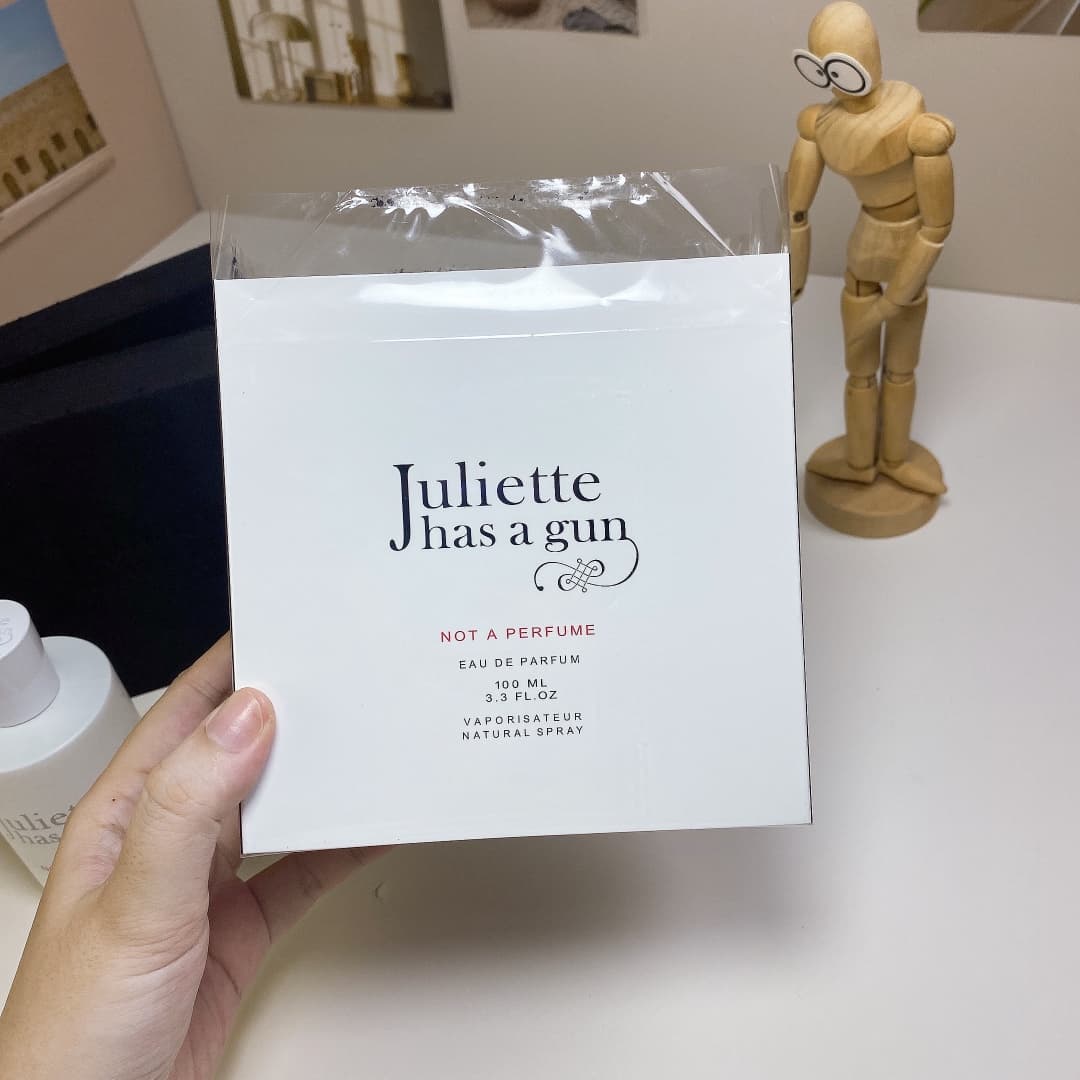 Juliette
has a gun
NOT A PERFUME
EAU DE PARFUM
100 ML
3.3 FL.OZ
VAPORISATEUR
NATURAL SPRAY